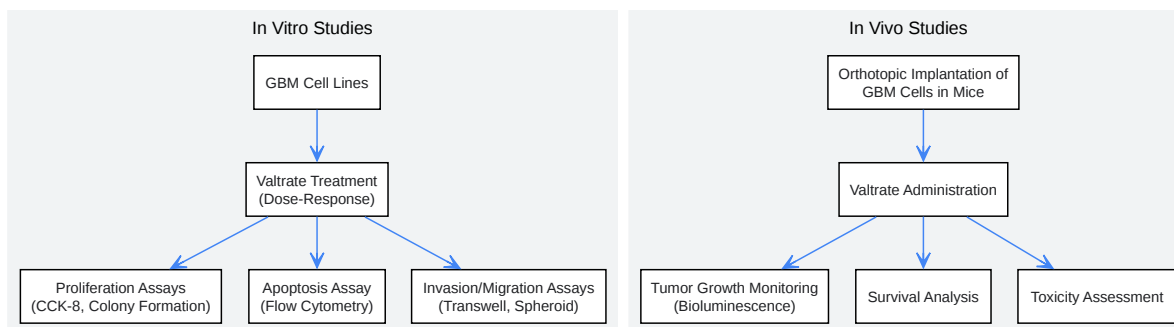 In Vitro Studies
GBM Cell Lines
Valtrate Treatment
(Dose-Response)
Proliferation Assays
(CCK-8, Colony Formation)
Apoptosis Assay
(Flow Cytometry)
Invasion/Migration Assays
(Transwell, Spheroid)
In Vivo Studies
Orthotopic Implantation of
GBM Cells in Mice
Valtrate Administration
Tumor Growth Monitoring
(Bioluminescence)
Survival Analysis
Toxicity Assessment